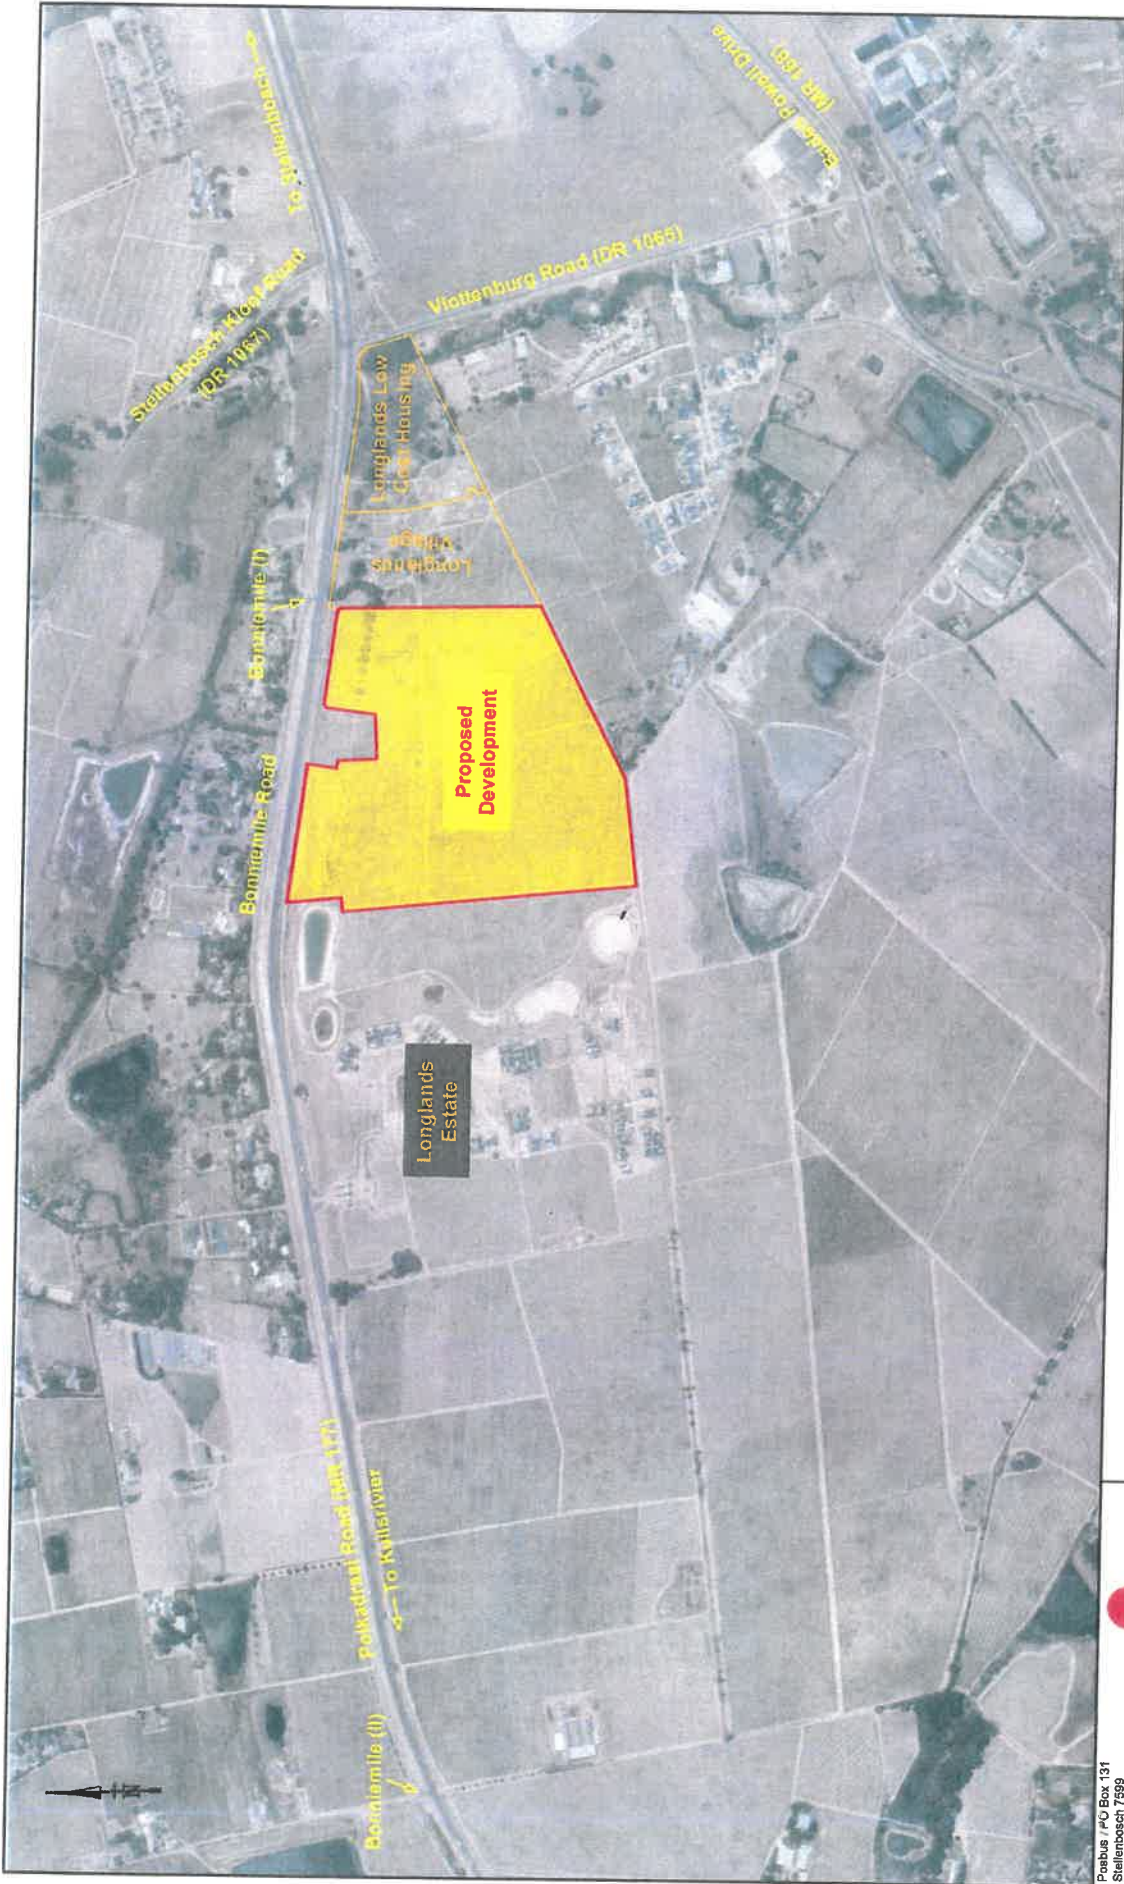 To Stellenbosch
Stellenbosch Kloof Road
(DR 1067)
Vlottenburg Road (DR 1065)
Powell Drive
(MR 168)
Longlands Low
Cost Housing
Longlands
Village
Bonniemile (I)
Bonniemile Road
Proposed
Development
Longlands
Estate
Polkadraai Road (MR 177)
To Kuilsrivier
Bonniemile (II)
N
Posbus / PO Box 131
Stellenbosch 7599